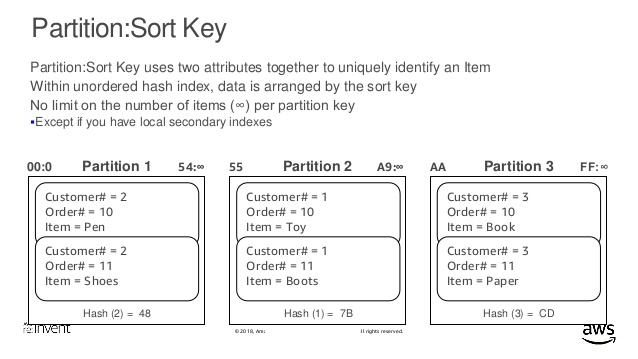 Partition:Sort Key
Partition:Sort Key uses two attributes together to uniquely identify an Item
Within unordered hash index, data is arranged by the sort key
No limit on the number of items (∞) per partition key
▪Except if you have local secondary indexes
00:0 Partition 1 54:∞
55 Partition 2 A9:∞
AA Partition 3 FF:∞
Customer# = 2
Order# = 10
Item = Pen
Customer# = 2
Order# = 11
Item = Shoes
Hash (2) = 48
Customer# = 1
Order# = 10
Item = Toy
Customer# = 1
Order# = 11
Item = Boots
Hash (1) = 7B
Customer# = 3
Order# = 10
Item = Book
Customer# = 3
Order# = 11
Item = Paper
Hash (3) = CD
re:Invent
© 2018, Am: ll rights reserved.
aws